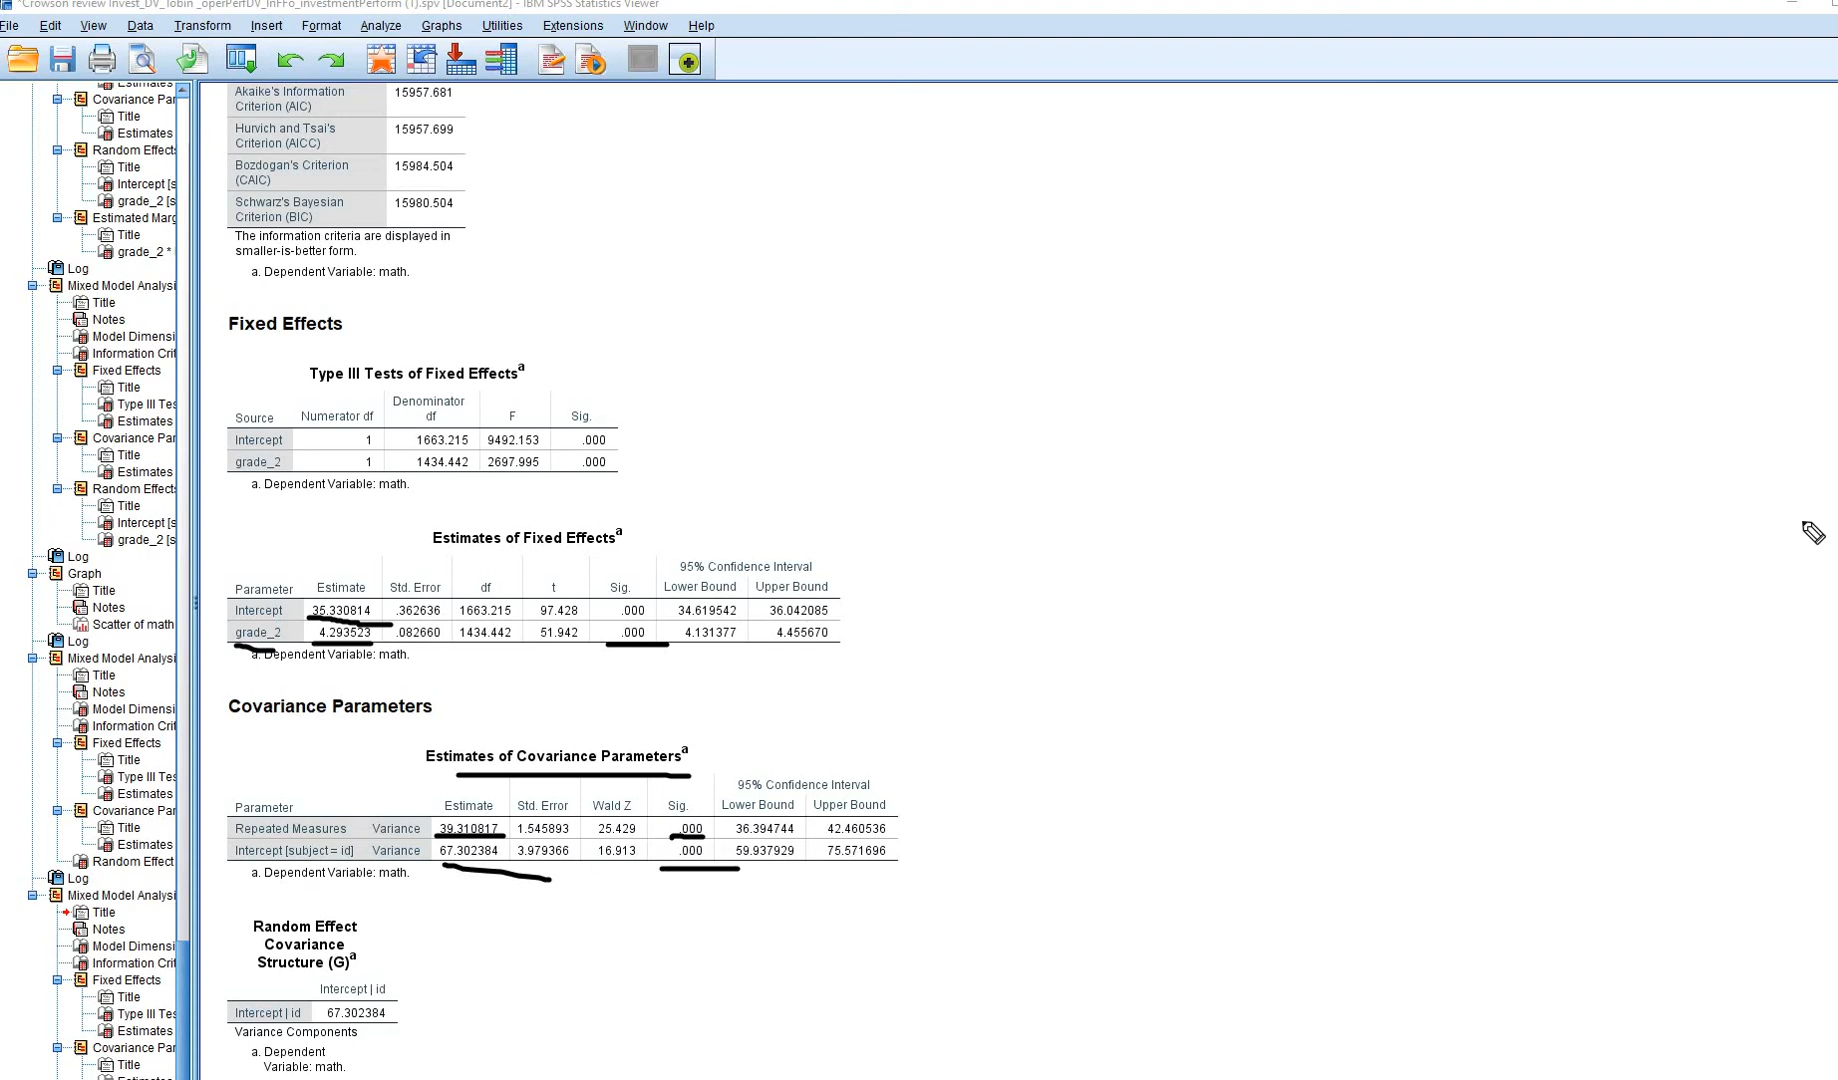 *Crowson review Invest_DV_Tobin _operPerfDV_InFFo_investmentPerform (1).spv [Document2] - IBM SPSS Statistics Viewer
File Edit View Data Transform Insert Format Analyze Graphs Utilities Extensions Window Help
Estimates
Covariance Par
Title
Estimates
Random Effect
Title
Intercept [s
grade_2 [s
Estimated Marg
Title
grade_2 *
Log
Mixed Model Analysi
Title
Notes
Model Dimensi
Information Crit
Fixed Effects
Title
Type III Tes
Estimates
Covariance Par
Title
Estimates
Random Effect
Title
Intercept [s
grade_2 [s
Log
Graph
Title
Notes
Scatter of math
Log
Mixed Model Analysi
Title
Notes
Model Dimensi
Information Crit
Fixed Effects
Title
Type III Tes
Estimates
Covariance Par
Title
Estimates
Random Effect
Log
Mixed Model Analysi
Title
Notes
Model Dimensi
Information Crit
Fixed Effects
Title
Type III Tes
Estimates
Covariance Par
Title
Akaike's Information 15957.681
Criterion (AIC)
Hurvich and Tsai's 15957.699
Criterion (AICC)
Bozdogan's Criterion 15984.504
(CAIC)
Schwarz's Bayesian 15980.504
Criterion (BIC)
The information criteria are displayed in
smaller-is-better form.
a. Dependent Variable: math.
Fixed Effects
Type III Tests of Fixed Effectsa
Denominator
Source Numerator df df F Sig.
Intercept 1 1663.215 9492.153 .000
grade_2 1 1434.442 2697.995 .000
a. Dependent Variable: math.
Estimates of Fixed Effectsa
95% Confidence Interval
Parameter Estimate Std. Error df t Sig. Lower Bound Upper Bound
Intercept 35.330814 .362636 1663.215 97.428 .000 34.619542 36.042085
grade_2 4.293523 .082660 1434.442 51.942 .000 4.131377 4.455670
a. Dependent Variable: math.
Covariance Parameters
Estimates of Covariance Parametersa
95% Confidence Interval
Parameter Estimate Std. Error Wald Z Sig. Lower Bound Upper Bound
Repeated Measures Variance 39.310817 1.545893 25.429 .000 36.394744 42.460536
Intercept [subject = id] Variance 67.302384 3.979366 16.913 .000 59.937929 75.571696
a. Dependent Variable: math.
Random Effect
Covariance
Structure (G)a
Intercept | id
Intercept | id 67.302384
Variance Components
a. Dependent
Variable: math.